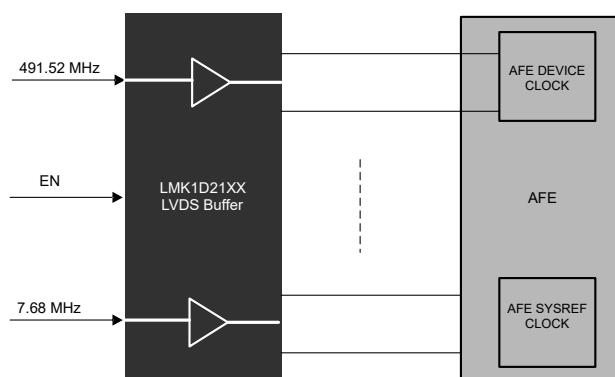 491.52 MHz
EN
7.68 MHz
LMK1D21XX
LVDS Buffer
AFE DEVICE
CLOCK
AFE
AFE SYSREF
CLOCK